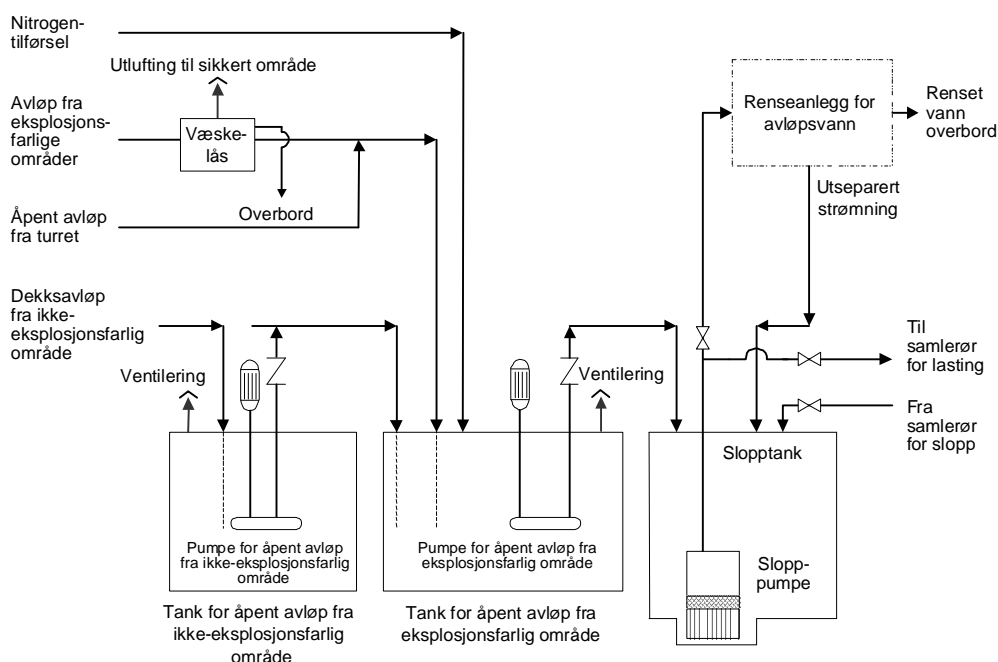 Nitrogen-
tilførsel
Utlufting til sikkert område
Avløp fra
eksplosjons-
farlige
områder
Væske-
lås
Overbord
Åpent avløp
fra turret
Renseanlegg for
avløpsvann
Renset
vann
overbord
Utseparert
strømning
Dekksavløp
fra ikke-
eksplosjonsfarlig
område
Ventilering
Ventilering
Til
samlerør
for lasting
Fra
samlerør
for slopp
Pumpe for åpent avløp
fra ikke-eksplosjonsfarlig
område
Tank for åpent avløp fra
ikke-eksplosjonsfarlig
område
Pumpe for åpent avløp fra
eksplosjonsfarlig område
Tank for åpent avløp fra
eksplosjonsfarlig område
Slopptank
Slopp-
pumpe